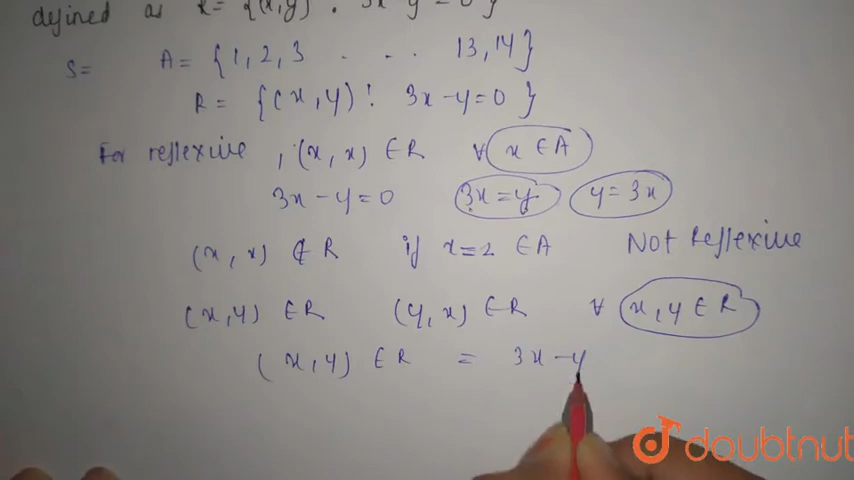 defined as R = {(x,y) : 3x-y=0}
S= A = {1, 2, 3 . . . 13, 14}
R = {(x, y) : 3x-y=0}
For reflexive , (x, x) ∈ R ∀ x ∈ A
3x-y=0 3x=y y=3x
(x, x) ∉ R if x=2 ∈ A Not Reflexive
(x, y) ∈ R (y, x) ∈ R ∀ x, y ∈ R
(x, y) ∈ R = 3x-y
doubtnut